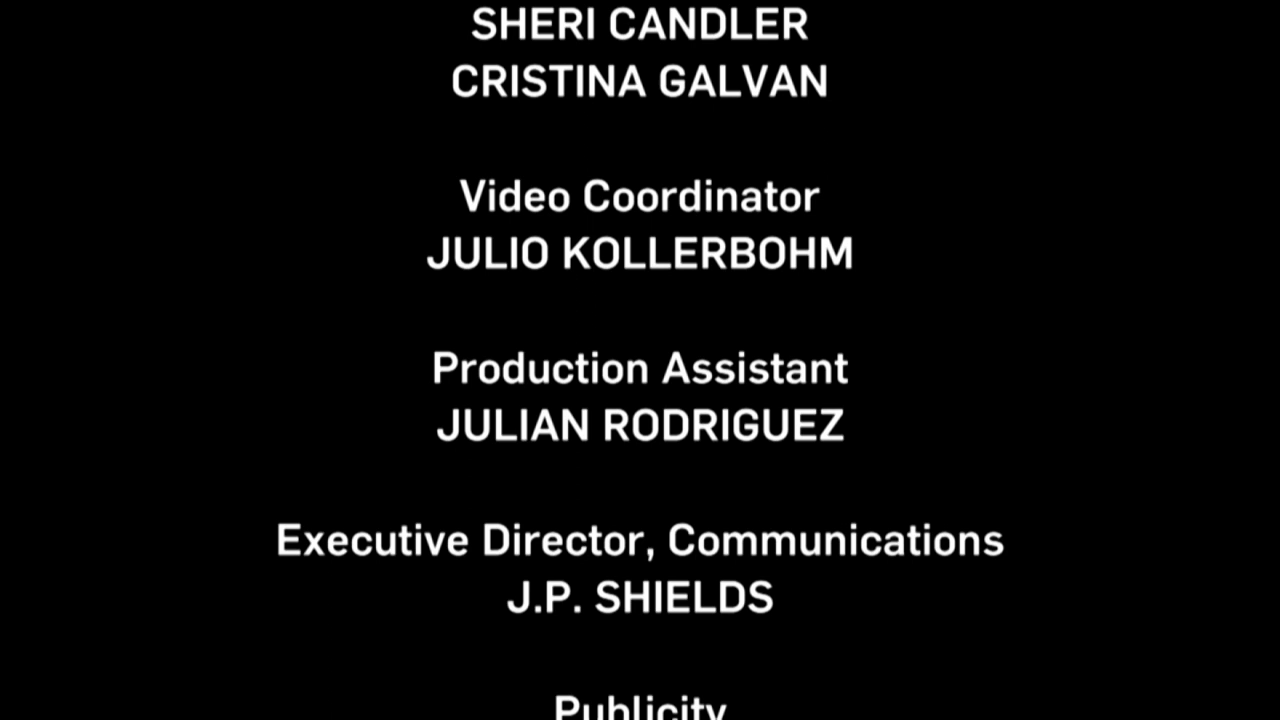 SHERI CANDLER
CRISTINA GALVAN
Video Coordinator
JULIO KOLLERBOHM
Production Assistant
JULIAN RODRIGUEZ
Executive Director, Communications
J.P. SHIELDS
Publicity